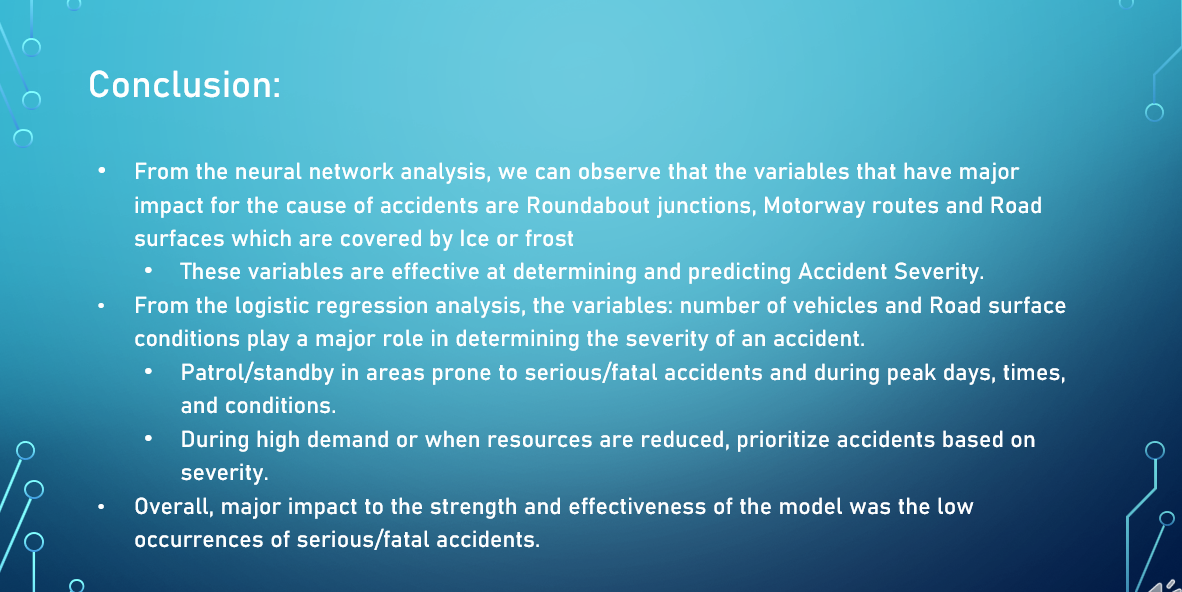 Conclusion:
• From the neural network analysis, we can observe that the variables that have major
impact for the cause of accidents are Roundabout junctions, Motorway routes and Road
surfaces which are covered by Ice or frost
• These variables are effective at determining and predicting Accident Severity.
• From the logistic regression analysis, the variables: number of vehicles and Road surface
conditions play a major role in determining the severity of an accident.
• Patrol/standby in areas prone to serious/fatal accidents and during peak days, times,
and conditions.
• During high demand or when resources are reduced, prioritize accidents based on
severity.
• Overall, major impact to the strength and effectiveness of the model was the low
occurrences of serious/fatal accidents.